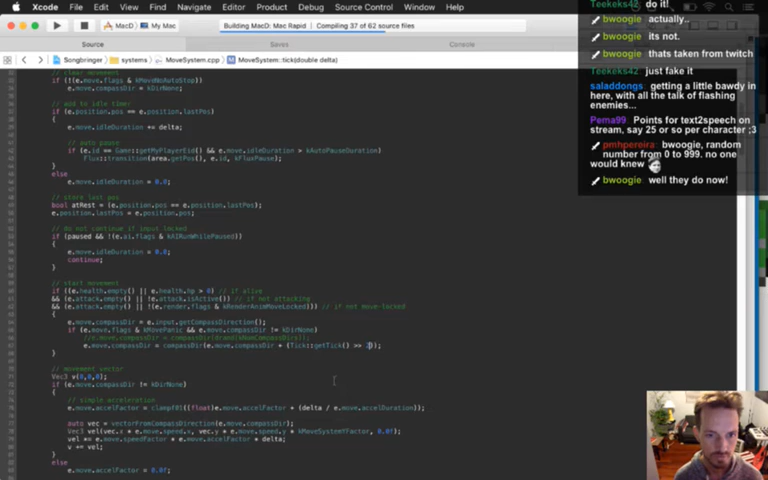 Xcode File Edit View Find Navigate Editor Product Debug Source Control Window Help
MacD My Mac
Building MacD: Mac Rapid Compiling 37 of 62 source files
Source Saves Console
Songbringer systems MoveSystem.cpp MoveSystem::tick(double delta)
// clear movement
if (!(e.move.flags & kMoveNoAutoStop))
e.move.compassDir = kDirNone;
// add to idle timer
if (e.position.pos == e.position.lastPos)
{
e.move.idleDuration += delta;
// auto pause
if (e.id == Game::getMyPlayerEid() && e.move.idleDuration > kAutoPauseDuration)
flux::transition(area.getPos(), e.id, kFluxPause);
}
else
e.move.idleDuration = 0.0;
// store last pos
bool atRest = (e.position.pos == e.position.lastPos);
e.position.lastPos = e.position.pos;
// do not continue if input locked
if (paused && !(e.ai.flags & kAIRunWhilePaused))
{
e.move.idleDuration = 0.0;
continue;
}
// start movement
if ((e.health.empty() || e.health.hp > 0) // if alive
&& (e.attack.empty() || !e.attack.isActive()) // if not attacking
&& (e.attack.empty() || !(e.render.flags & kRenderAnimMoveLocked))) // if not move-locked
{
e.move.compassDir = e.input.getCompassDirection();
if (e.move.flags & kMovePanic && e.move.compassDir != kDirNone)
//e.move.compassDir = compassDir(drand(kNumCompassDirs));
e.move.compassDir = compassDir(e.move.compassDir + (Tick::getTick() >> 3));
}
// movement vector
Vec3 v(0,0,0);
if (e.move.compassDir != kDirNone)
{
// simple acceleration
e.move.accelFactor = clampf01((float)e.move.accelFactor + (delta / e.move.accelDuration));
auto vec = vectorFromCompassDirection(e.move.compassDir);
Vec3 vel(vec.x * e.move.speed.x, vec.y * e.move.speed.y * kMoveSystemYFactor, 0.0f);
vel *= e.move.speedFactor * e.move.accelFactor * delta;
v += vel;
}
else
e.move.accelFactor = 0.0f;
Teekeks42 do it!
bwoogie actually..
bwoogie its not.
bwoogie thats taken from twitch
Teekeks42 just fake it
saladdongs getting a little bawdy in
here, with all the talk of flashing
enemies...
Pema99 Points for text2speech on
stream, say 25 or so per character ;3
pmhpereira bwoogie, random
number from 0 to 999. no one
would knew
bwoogie well they do now!